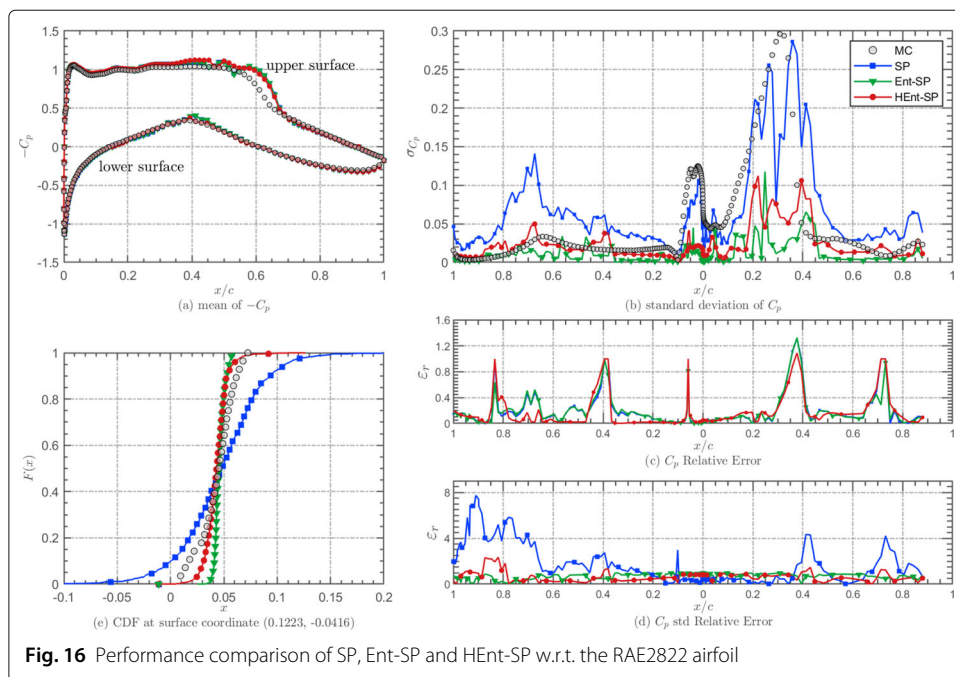 1.5
1
0.5
0
-0.5
-1
1.5
−C_p
upper surface
lower surface
0 0.2 0.4 0.6 0.8 1
x/c
(a) mean of −C_p
0.3
0.25
0.2
0.15
0.1
0.05
0
σ_{C_p}
MC
SP
Ent-SP
HEnt-SP
1 0.8 0.6 0.4 0.2 0.0 0.2 0.4 0.6 0.8 1
x/c
(b) standard deviation of C_p
1
0.8
0.6
0.4
0.2
0
F(x)
-0.1 -0.05 0 0.05 0.1 0.15 0.2
x
(e) CDF at surface coordinate (0.1223, -0.0416)
1.6
1.2
0.8
0.4
0
ε_r
1 0.8 0.6 0.4 0.2 0.0 0.2 0.4 0.6 0.8 1
x/c
(c) C_p Relative Error
8
4
0
ε_r
1 0.8 0.6 0.4 0.2 0.0 0.2 0.4 0.6 0.8 1
x/c
(d) C_p std Relative Error
Fig. 16 Performance comparison of SP, Ent-SP and HEnt-SP w.r.t. the RAE2822 airfoil